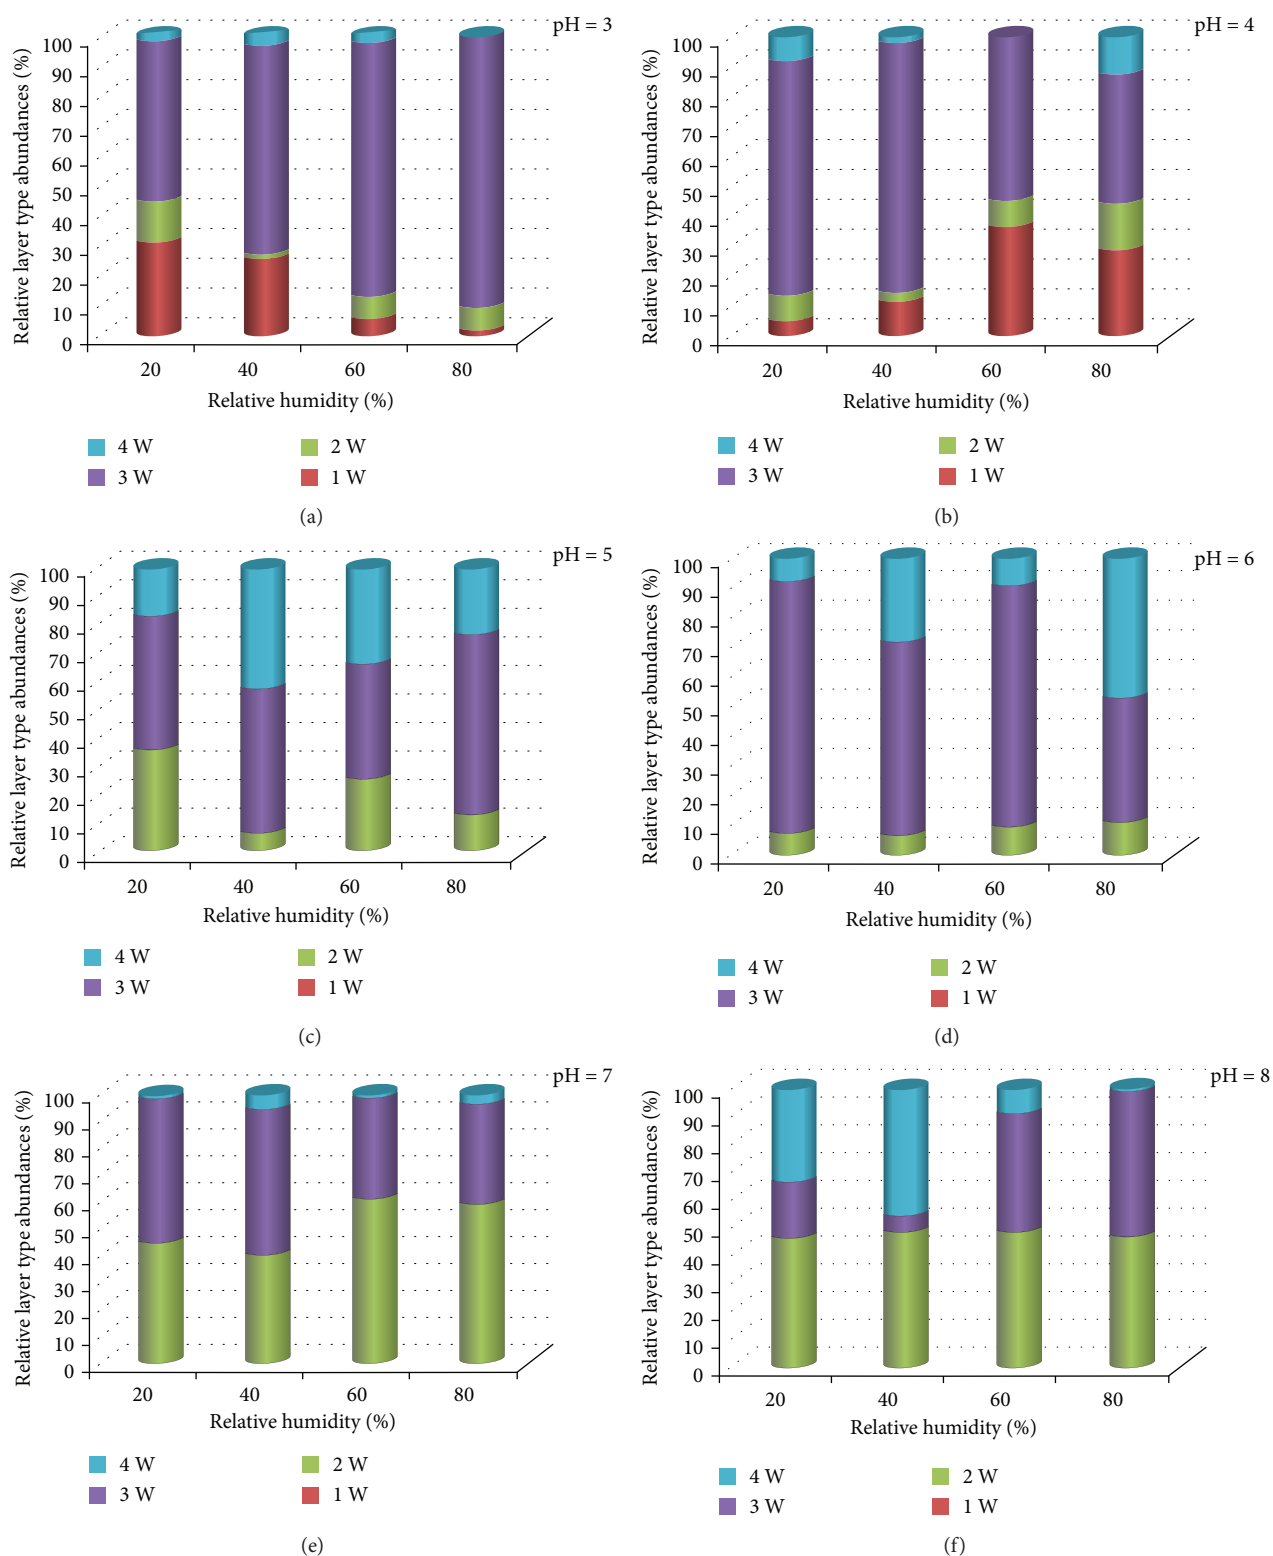 pH = 3
Relative layer type abundances (%)
100
90
80
70
60
50
40
30
20
10
0
20 40 60 80
Relative humidity (%)
4 W 2 W
3 W 1 W
(a)
pH = 4
Relative layer type abundances (%)
100
90
80
70
60
50
40
30
20
10
0
20 40 60 80
Relative humidity (%)
4 W 2 W
3 W 1 W
(b)
pH = 5
Relative layer type abundances (%)
100
90
80
70
60
50
40
30
20
10
0
20 40 60 80
Relative humidity (%)
4 W 2 W
3 W 1 W
(c)
pH = 6
Relative layer type abundances (%)
100
90
80
70
60
50
40
30
20
10
0
20 40 60 80
Relative humidity (%)
4 W 2 W
3 W 1 W
(d)
pH = 7
Relative layer type abundances (%)
100
90
80
70
60
50
40
30
20
10
0
20 40 60 80
Relative humidity (%)
4 W 2 W
3 W 1 W
(e)
pH = 8
Relative layer type abundances (%)
100
90
80
70
60
50
40
30
20
10
0
20 40 60 80
Relative humidity (%)
4 W 2 W
3 W 1 W
(f)